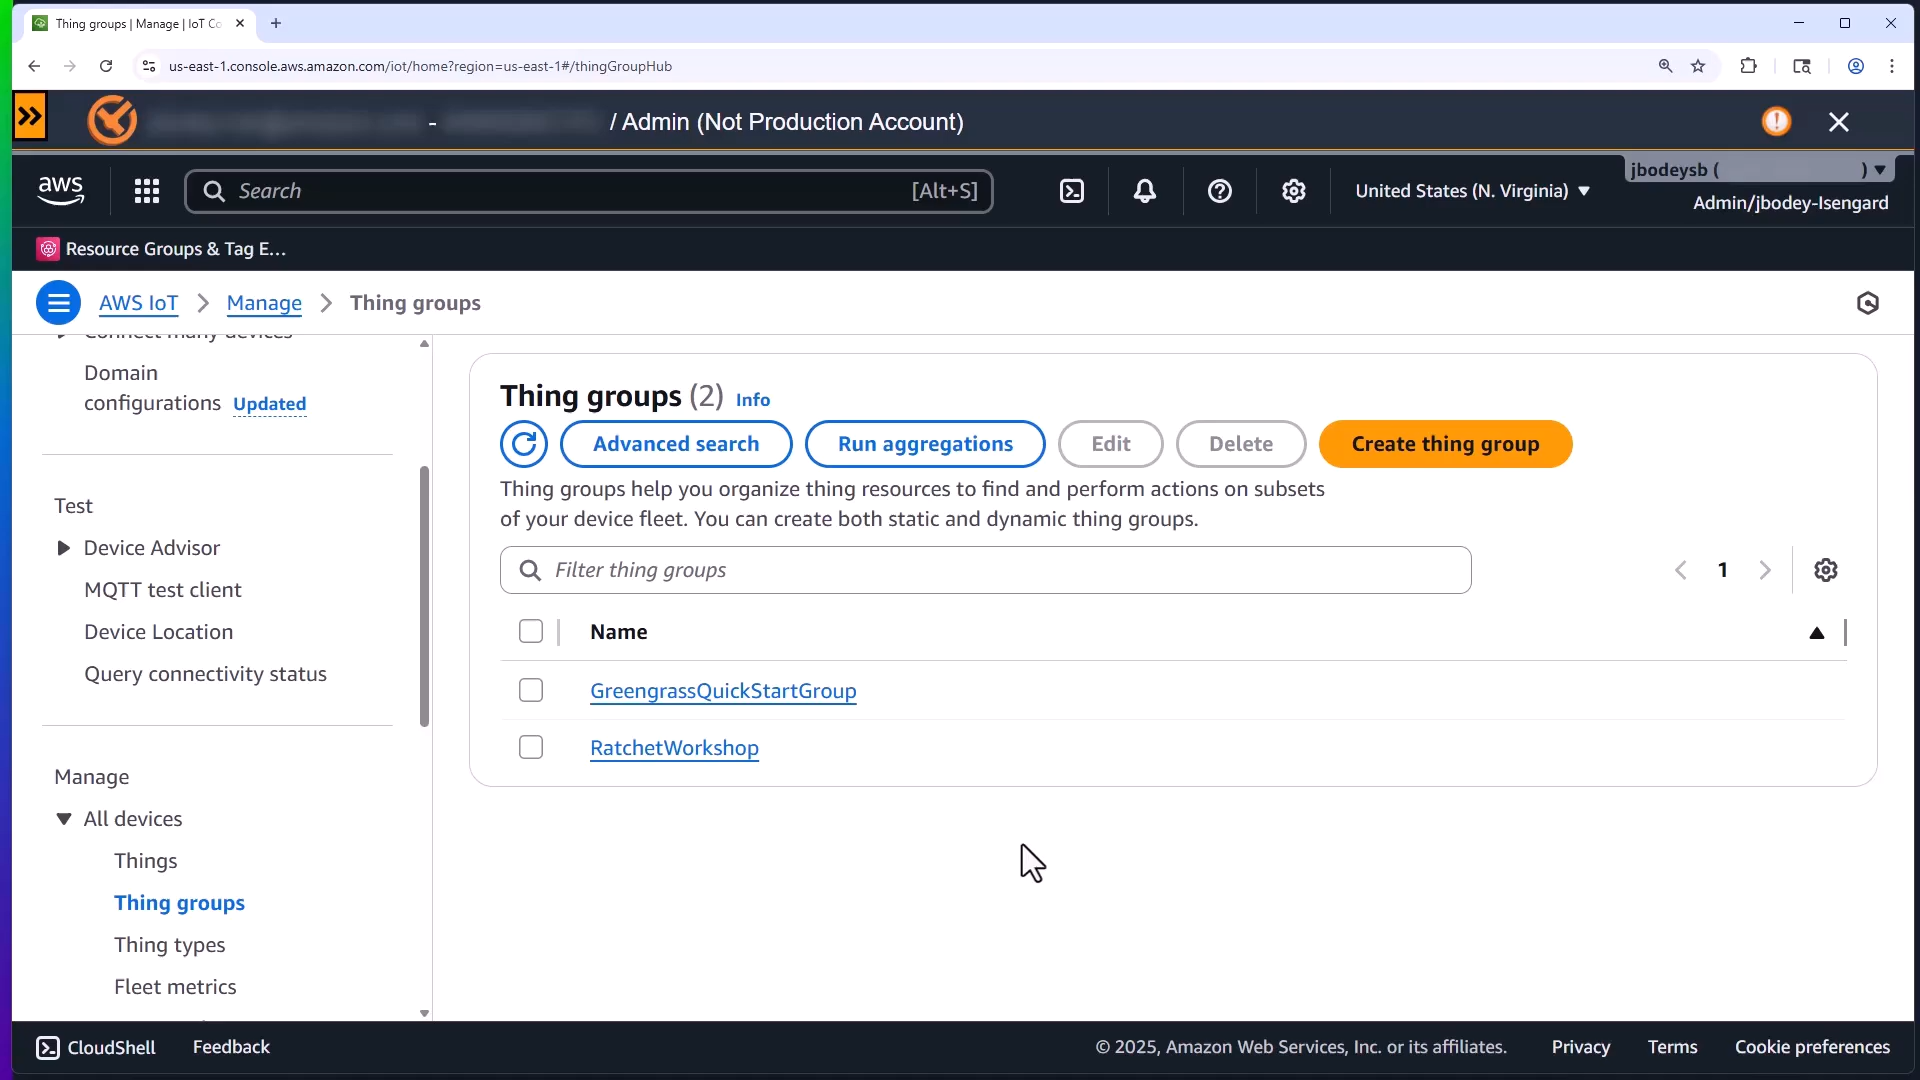 Thing groups | Manage | IoT Co
us-east-1.console.aws.amazon.com/iot/home?region=us-east-1#/thingGroupHub
- / Admin (Not Production Account)
aws
Search
[Alt+S]
United States (N. Virginia)
jbodeysb ( )
Admin/jbodey-Isengard
Resource Groups & Tag E...
AWS IoT
Manage
Thing groups
Connect many devices
Domain
configurations Updated
Test
Device Advisor
MQTT test client
Device Location
Query connectivity status
Manage
All devices
Things
Thing groups
Thing types
Fleet metrics
Thing groups (2) Info
Advanced search
Run aggregations
Edit
Delete
Create thing group
Thing groups help you organize thing resources to find and perform actions on subsets
of your device fleet. You can create both static and dynamic thing groups.
Filter thing groups
1
Name
GreengrassQuickStartGroup
RatchetWorkshop
CloudShell
Feedback
© 2025, Amazon Web Services, Inc. or its affiliates.
Privacy
Terms
Cookie preferences